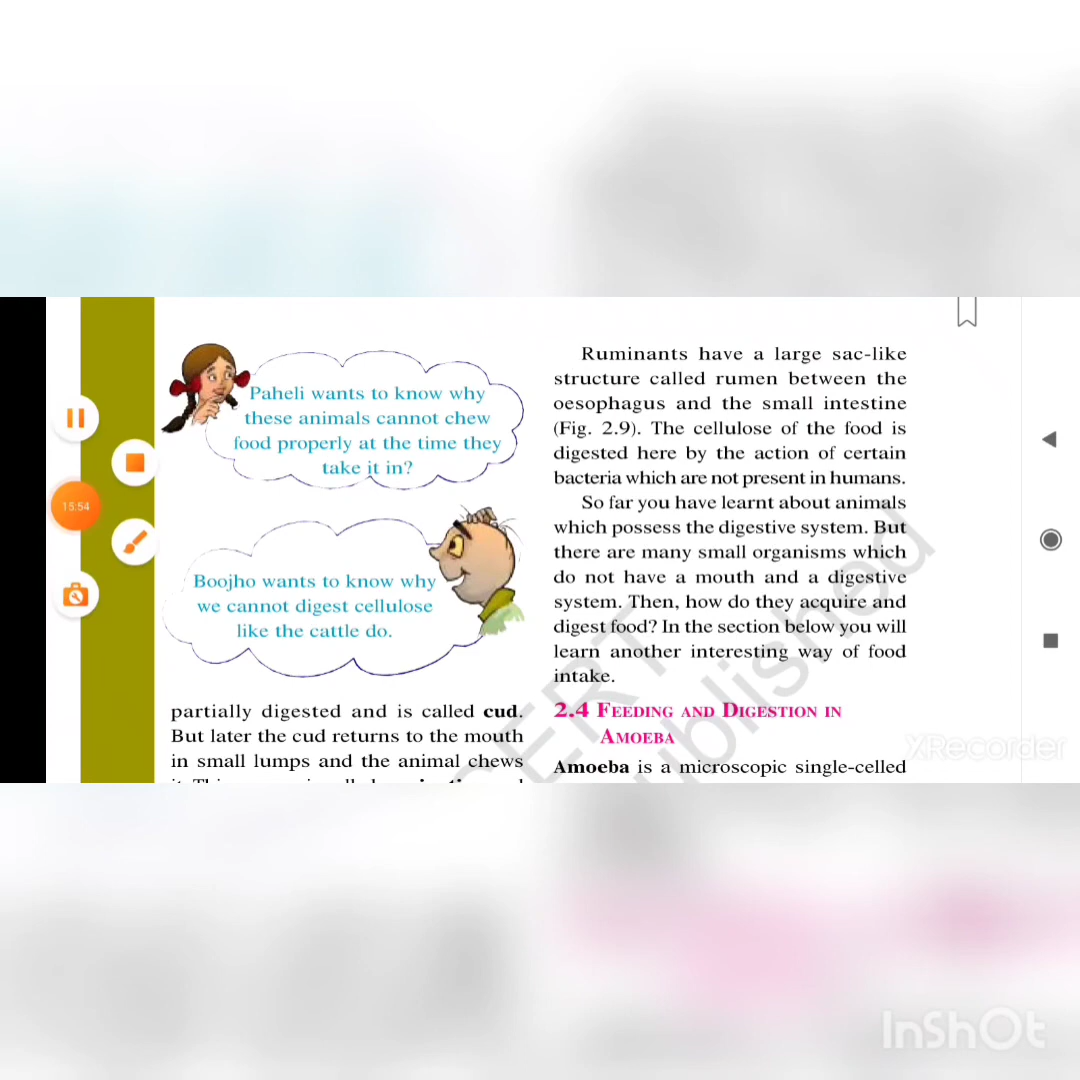 Paheli wants to know why
these animals cannot chew
food properly at the time they
take it in?
Boojho wants to know why
we cannot digest cellulose
like the cattle do.
partially digested and is called cud.
But later the cud returns to the mouth
in small lumps and the animal chews
Ruminants have a large sac-like
structure called rumen between the
oesophagus and the small intestine
(Fig. 2.9). The cellulose of the food is
digested here by the action of certain
bacteria which are not present in humans.
So far you have learnt about animals
which possess the digestive system. But
there are many small organisms which
do not have a mouth and a digestive
system. Then, how do they acquire and
digest food? In the section below you will
learn another interesting way of food
intake.
2.4 FEEDING AND DIGESTION IN
AMOEBA
Amoeba is a microscopic single-celled
15:54
XRecorder
InShOt